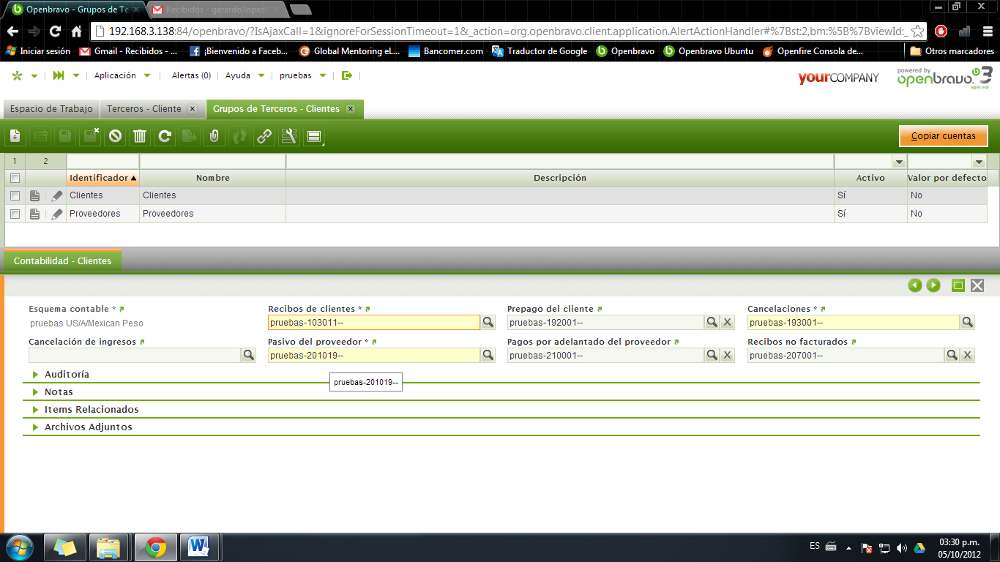 Openbravo - Grupos de Te
Recibidos - gerardo.lopez
192.168.3.138:84/openbravo/?IsAjaxCall=1&ignoreForSessionTimeout=1&_action=org.openbravo.client.application.AlertActionHandler#%7Bst:2,bm:%5B%7BviewId:_
Iniciar sesión Gmail - Recibidos - ... ¡Bienvenido a Faceb... Global Mentoring eL... Bancomer.com Traductor de Google Openbravo Openbravo Ubuntu Openfire Consola de... Otros marcadores
Aplicación Alertas (0) Ayuda pruebas
yourCOMPANY
powered by
openbravo 3
agile erp
Espacio de Trabajo Terceros - Cliente Grupos de Terceros - Clientes
Copiar cuentas
1 2
Identificador Nombre Descripción Activo Valor por defecto
Clientes Clientes Sí No
Proveedores Proveedores Sí No
Contabilidad - Clientes
Esquema contable * Recibos de clientes * Prepago del cliente Cancelaciones *
pruebas US/A/Mexican Peso pruebas-103011-- pruebas-192001-- pruebas-193001--
Cancelación de ingresos Pasivo del proveedor * Pagos por adelantado del proveedor Recibos no facturados
pruebas-201019-- pruebas-210001-- pruebas-207001--
Auditoría
pruebas-201019--
Notas
Items Relacionados
Archivos Adjuntos
ES
03:30 p.m.
05/10/2012